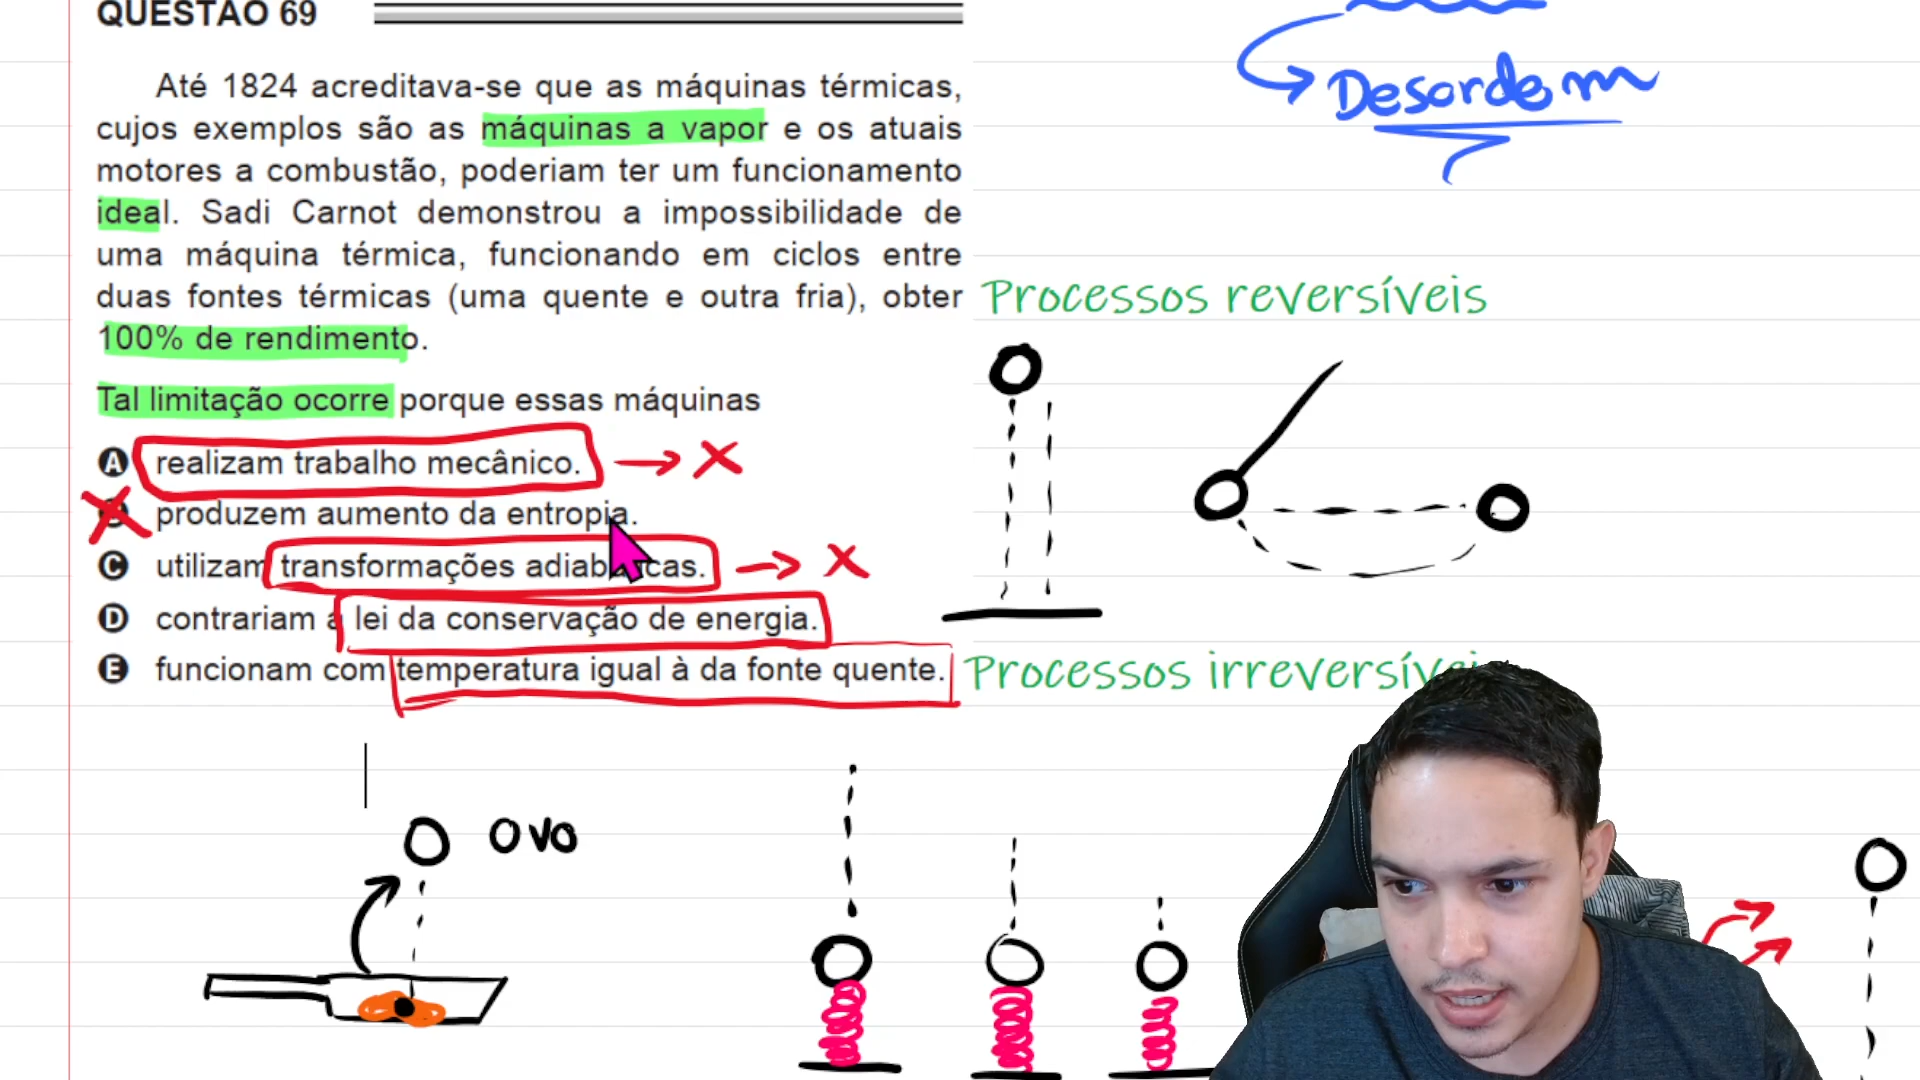 QUESTÃO 69
Até 1824 acreditava-se que as máquinas térmicas,
cujos exemplos são as máquinas a vapor e os atuais
motores a combustão, poderiam ter um funcionamento
ideal. Sadi Carnot demonstrou a impossibilidade de
uma máquina térmica, funcionando em ciclos entre
duas fontes térmicas (uma quente e outra fria), obter
100% de rendimento.
Tal limitação ocorre porque essas máquinas
A realizam trabalho mecânico.
produzem aumento da entropia.
C utilizam transformações
D contrariam a lei da conservação de energia.
E funcionam com temperatura igual à da fonte quente.
Desordem
Processos reversíveis
Processos
OVO